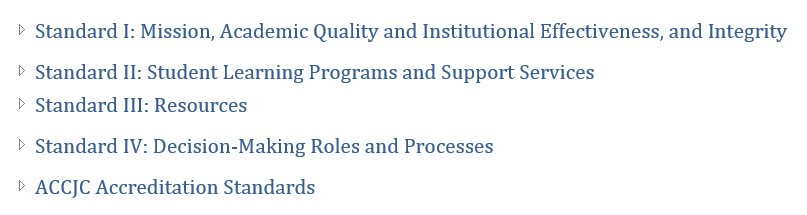 Standard I: Mission, Academic Quality and Institutional Effectiveness, and Integrity
Standard II: Student Learning Programs and Support Services
Standard III: Resources
Standard IV: Decision-Making Roles and Processes
ACCJC Accreditation Standards